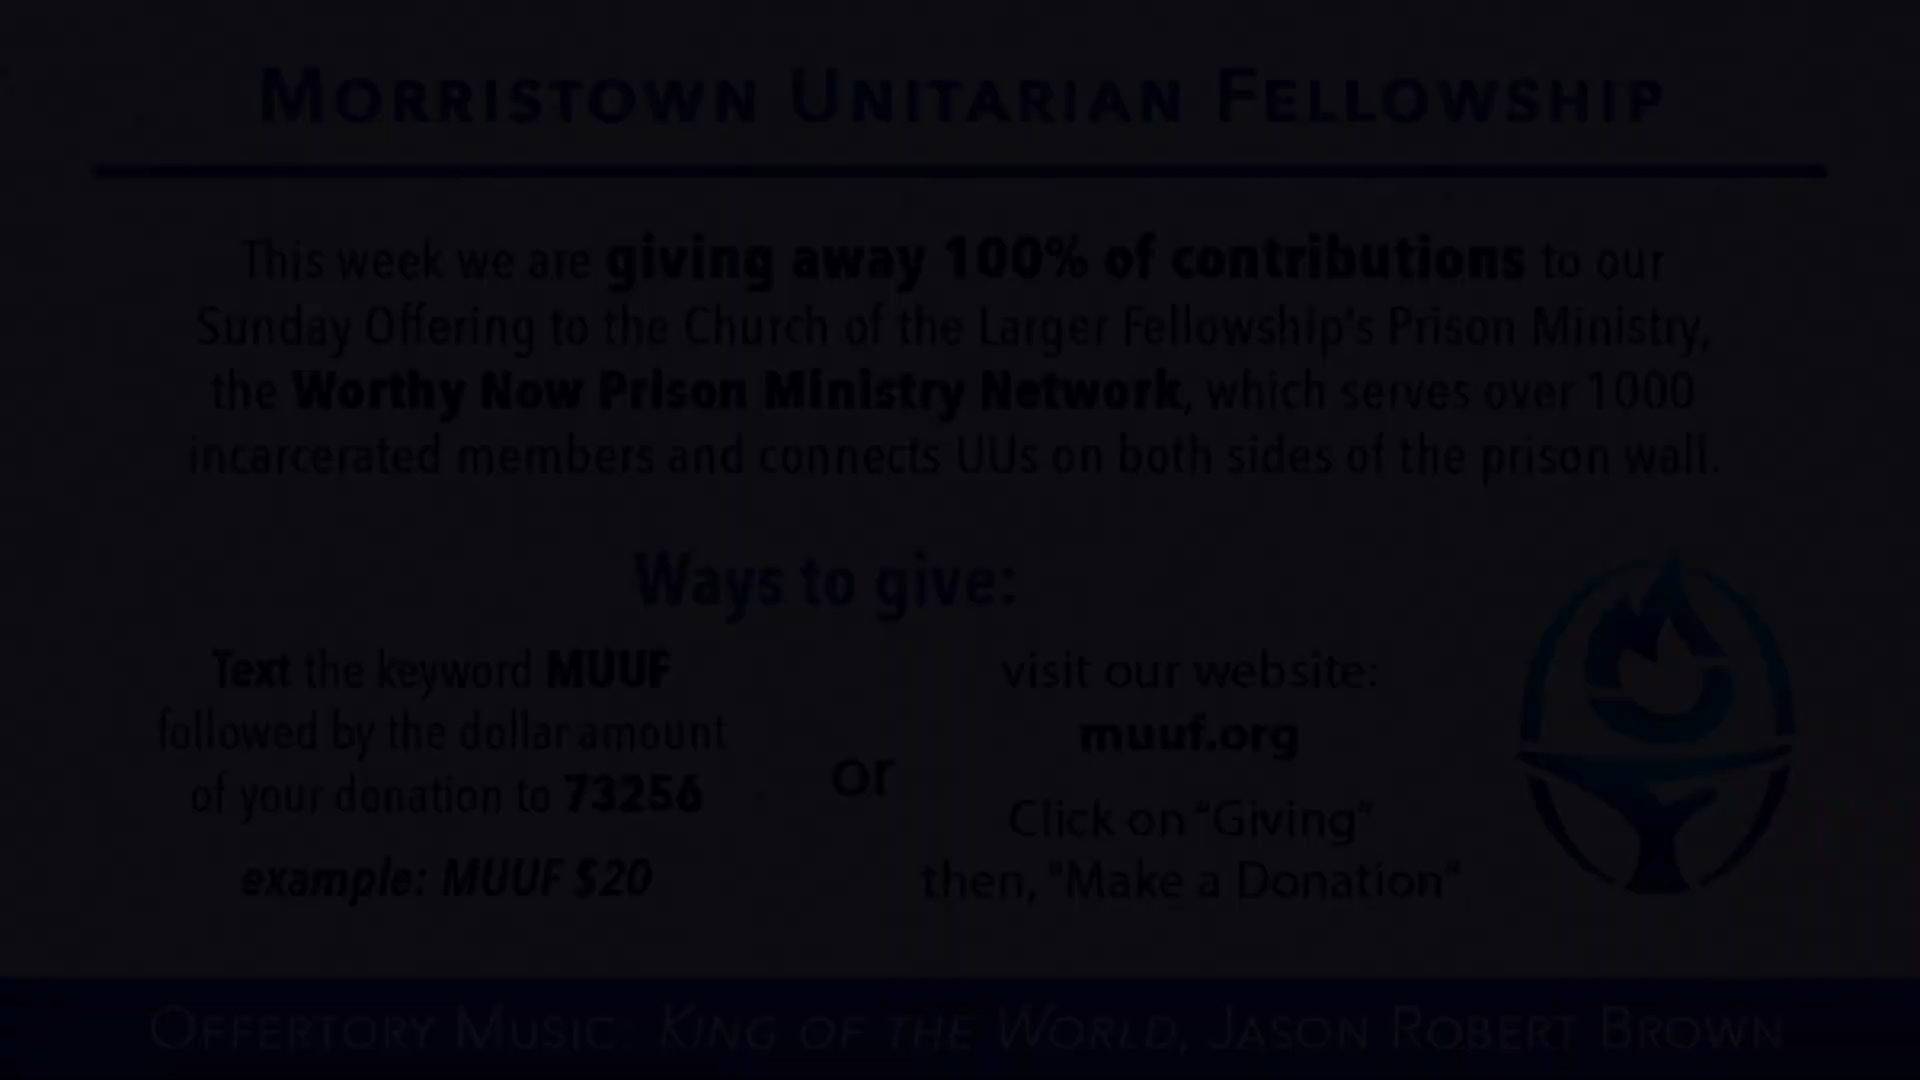 MORRISTOWN UNITARIAN FELLOWSHIP
This week we are giving away 100% of contributions to our
Sunday Offering to the Church of the Larger Fellowship's Prison Ministry,
the Worthy Now Prison Ministry Network, which serves over 1000
incarcerated members and connects UUs on both sides of the prison wall.
Ways to give:
Text the keyword MUUF
followed by the dollar amount
of your donation to 73256
example: MUUF $20
or
visit our website:
muuf.org
Click on "Giving"
then, "Make a Donation"
OFFERTORY MUSIC: KING OF THE WORLD, JASON ROBERT BROWN